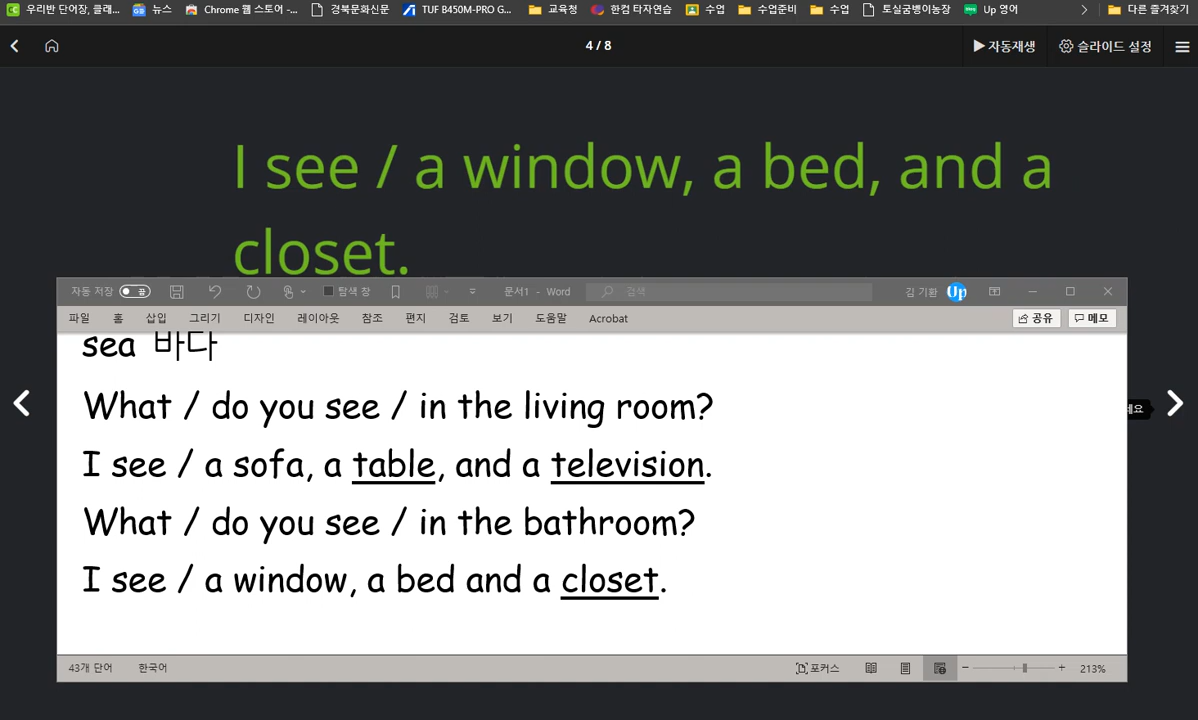 우리반 단어장, 클래... 뉴스 Chrome 웹 스토어 -... 경북문화신문 TUF B450M-PRO G... 교육청 한컴 타자연습 수업 수업준비 수업 토실궁뱅이농장 Up 영어 다른 즐겨찾기
4 / 8 자동재생 슬라이드 설정
I see / a window, a bed, and a
closet.
자동 저장 끔 탐색 창 문서1 - Word 검색 김 기환 Up
파일 홈 삽입 그리기 디자인 레이아웃 참조 편지 검토 보기 도움말 Acrobat 공유 메모
sea 바다
What / do you see / in the living room?
I see / a sofa, a table, and a television.
What / do you see / in the bathroom?
I see / a window, a bed and a closet.
43개 단어 한국어 포커스 213%